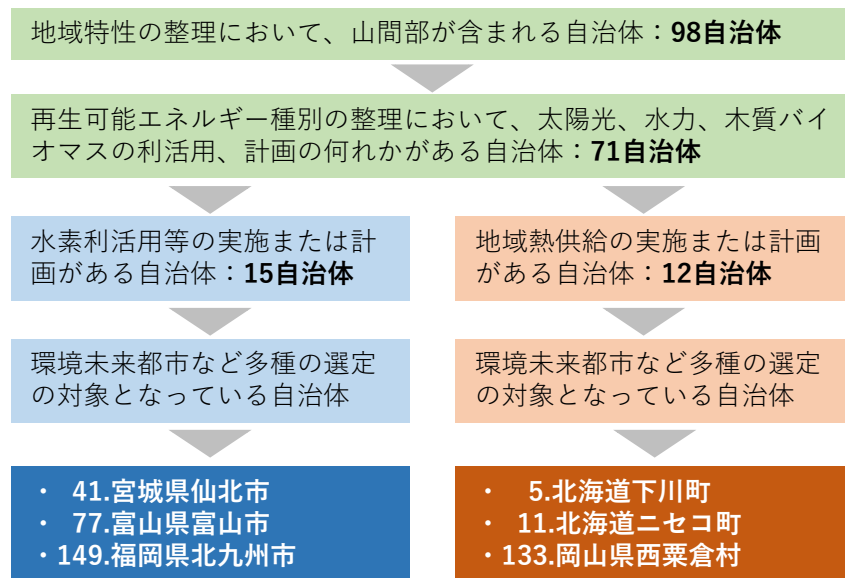 地域特性の整理において、山間部が含まれる自治体：98自治体
再生可能エネルギー種別の整理において、太陽光、水力、木質バイ
オマスの利活用、計画の何れかがある自治体：71自治体
水素利活用等の実施または計
画がある自治体：15自治体
環境未来都市など多種の選定
の対象となっている自治体
・ 41.宮城県仙北市
・ 77.富山県富山市
・149.福岡県北九州市
地域熱供給の実施または計画
がある自治体：12自治体
環境未来都市など多種の選定
の対象となっている自治体
・ 5.北海道下川町
・ 11.北海道ニセコ町
・133.岡山県西粟倉村